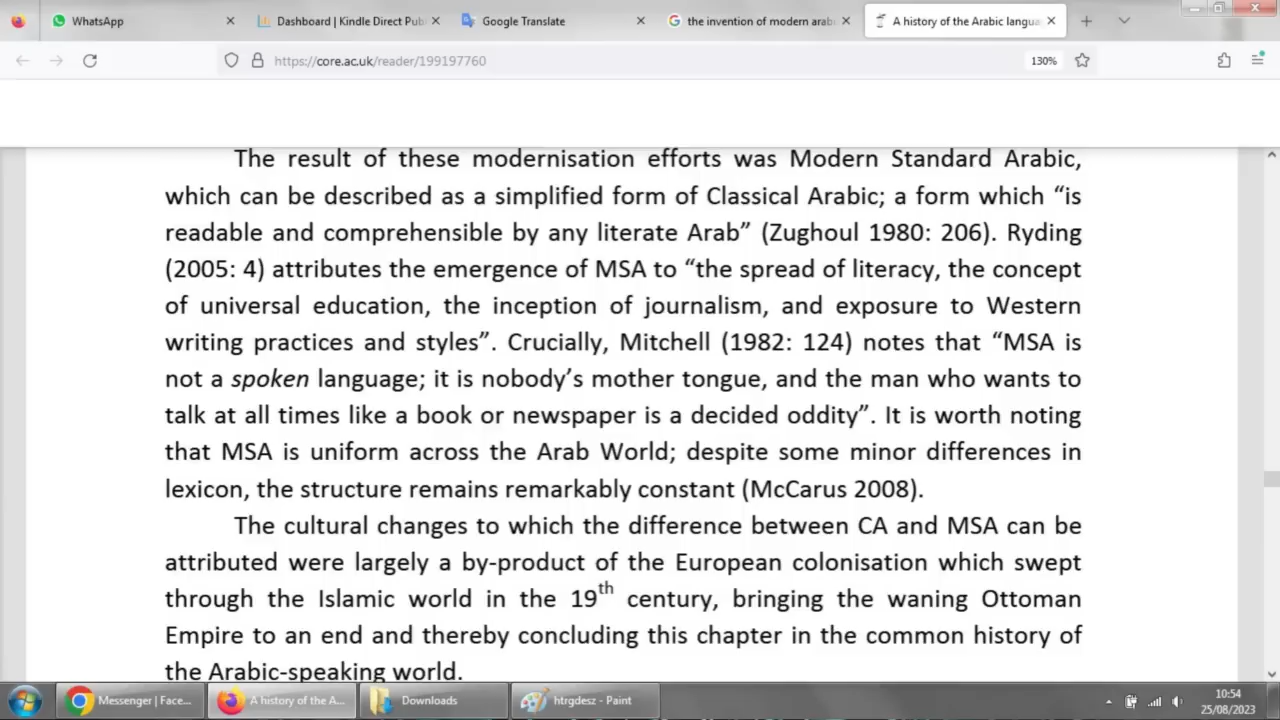 WhatsApp
Dashboard | Kindle Direct Pub
Google Translate
the invention of modern arab
A history of the Arabic langua
https://core.ac.uk/reader/199197760
130%
The result of these modernisation efforts was Modern Standard Arabic,
which can be described as a simplified form of Classical Arabic; a form which “is
readable and comprehensible by any literate Arab” (Zughoul 1980: 206). Ryding
(2005: 4) attributes the emergence of MSA to “the spread of literacy, the concept
of universal education, the inception of journalism, and exposure to Western
writing practices and styles”. Crucially, Mitchell (1982: 124) notes that “MSA is
not a spoken language; it is nobody’s mother tongue, and the man who wants to
talk at all times like a book or newspaper is a decided oddity”. It is worth noting
that MSA is uniform across the Arab World; despite some minor differences in
lexicon, the structure remains remarkably constant (McCarus 2008).
The cultural changes to which the difference between CA and MSA can be
attributed were largely a by-product of the European colonisation which swept
through the Islamic world in the 19th century, bringing the waning Ottoman
Empire to an end and thereby concluding this chapter in the common history of
the Arabic-speaking world.
Messenger | Face...
A history of the A...
Downloads
htrgdesz - Paint
10:54
25/08/2023